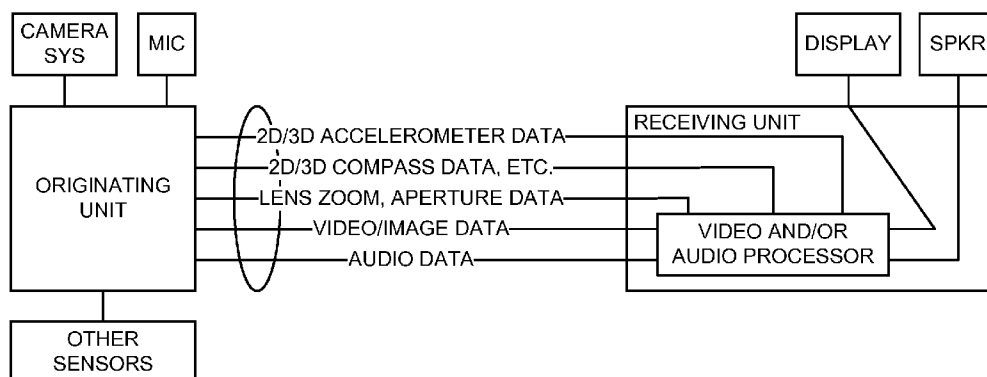 CAMERA
SYS
MIC
DISPLAY
SPKR
ORIGINATING
UNIT
2D/3D ACCELEROMETER DATA
2D/3D COMPASS DATA, ETC.
LENS ZOOM, APERTURE DATA
VIDEO/IMAGE DATA
AUDIO DATA
RECEIVING UNIT
VIDEO AND/OR
AUDIO PROCESSOR
OTHER
SENSORS